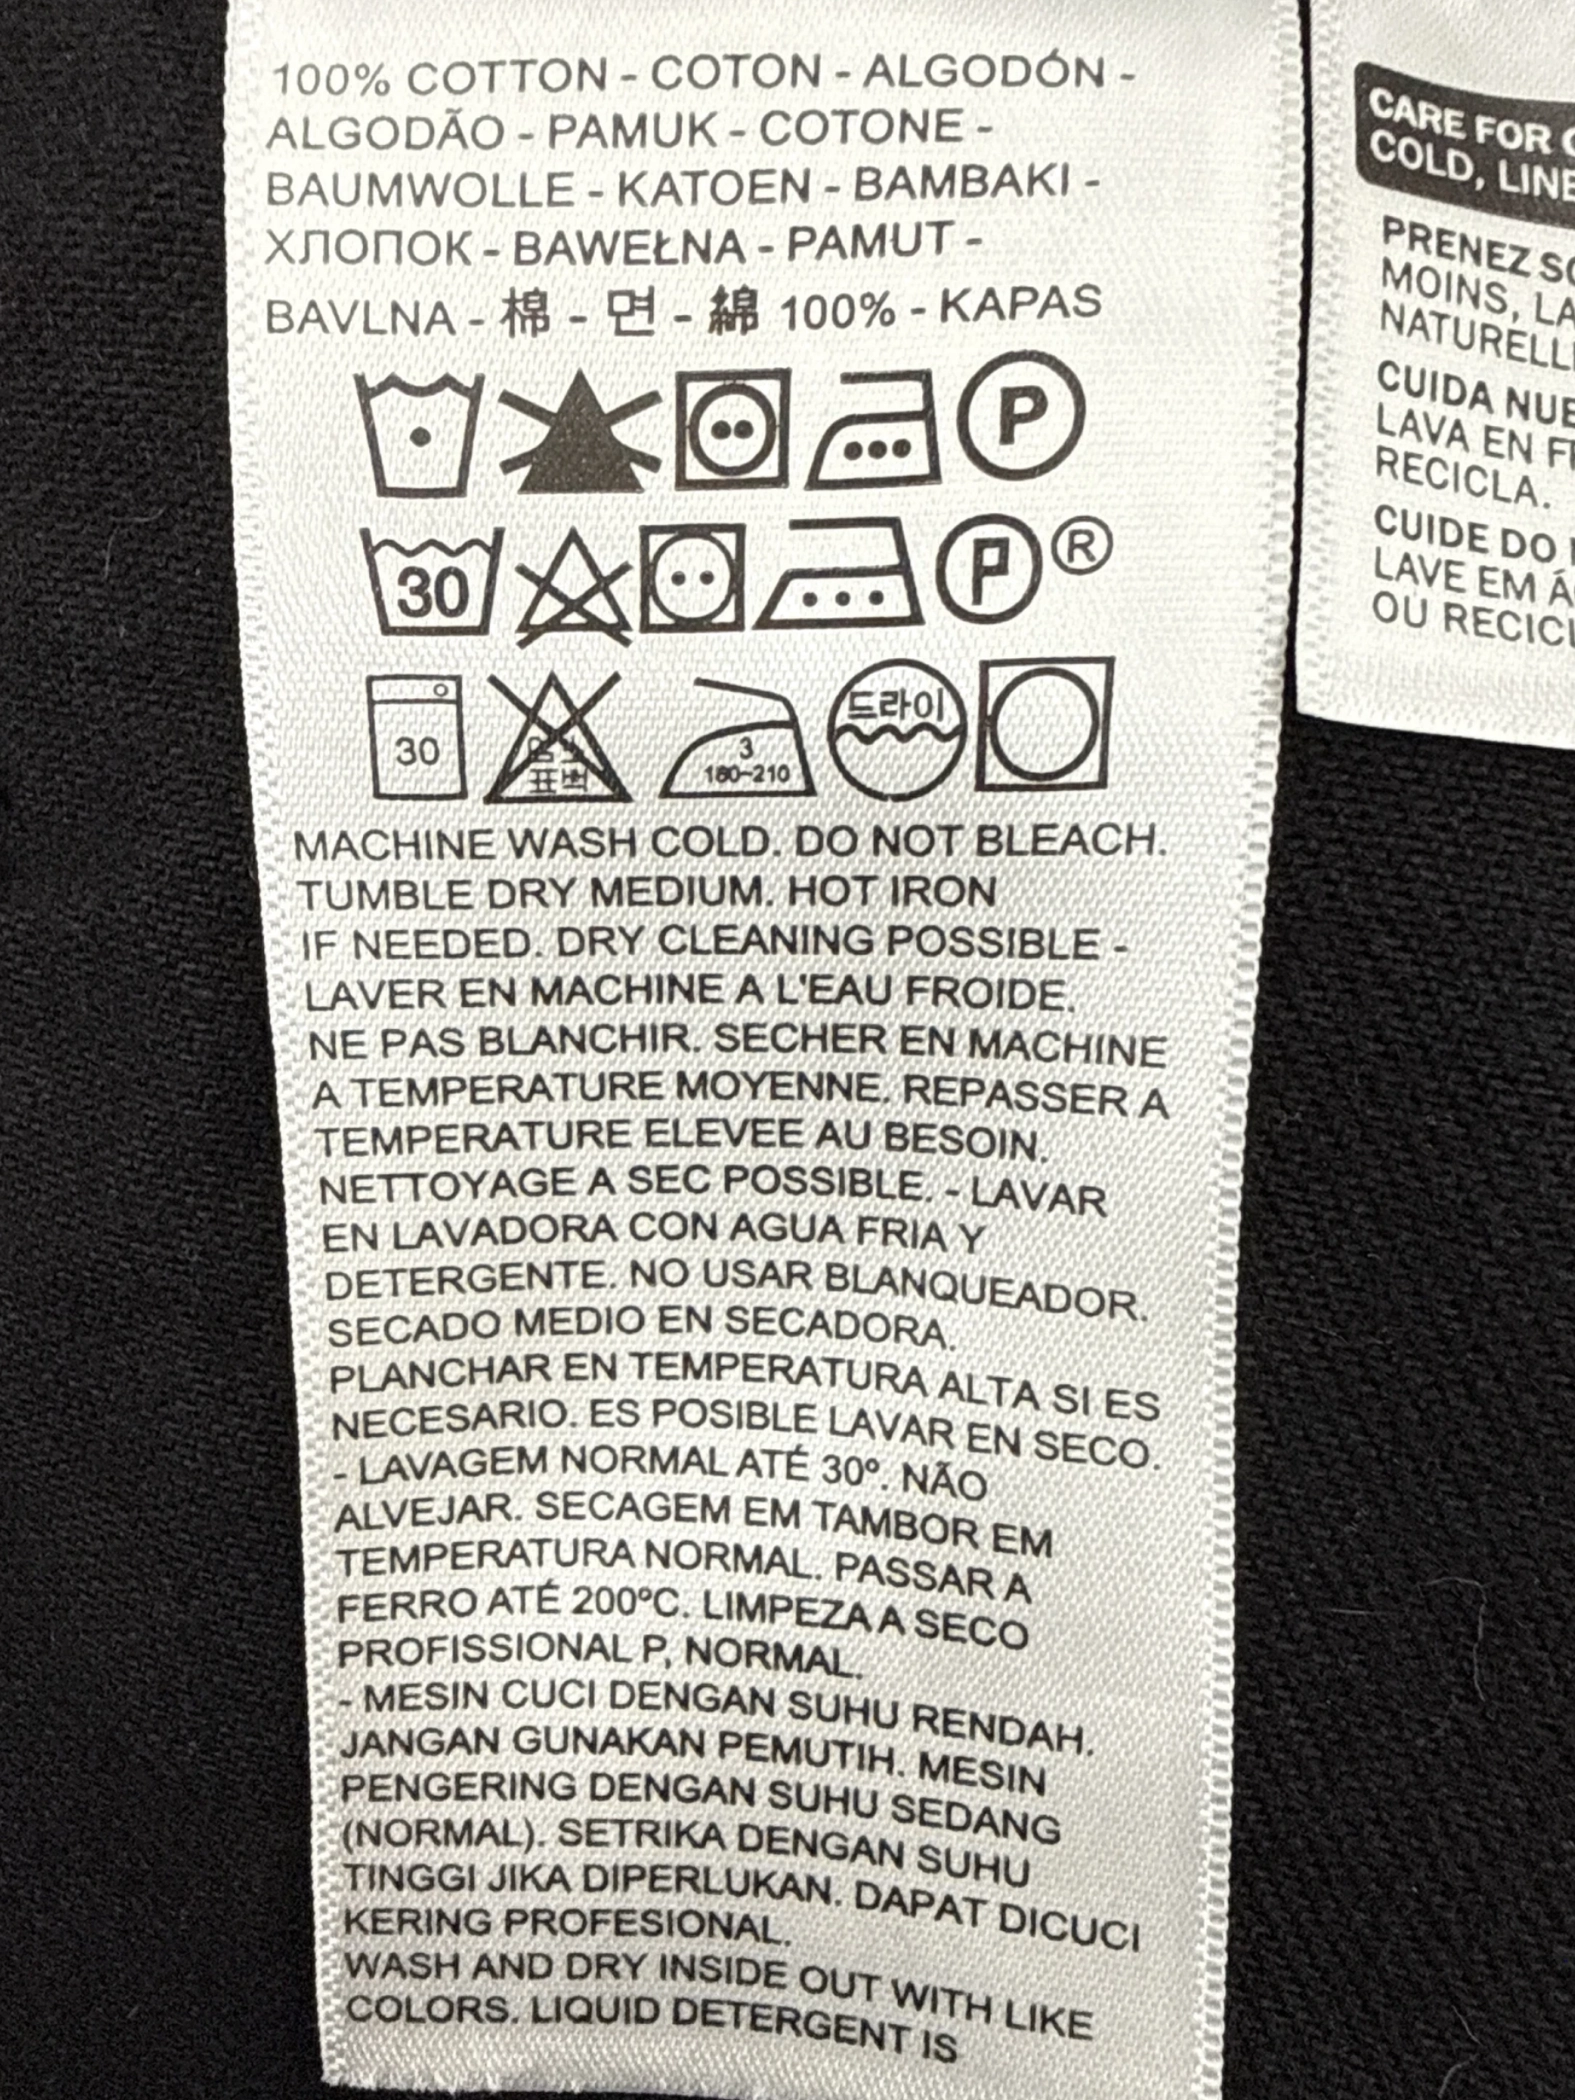 100% COTTON - COTON - ALGODÓN -
ALGODÃO - PAMUK - COTONE -
BAUMWOLLE - KATOEN - BAMBAKI -
ХЛОПОК - BAWEŁNA - PAMUT -
BAVLNA - 棉 - 면 - 綿 100% - KAPAS
P
30 P ®
30 표백 3 180~210 드라이
MACHINE WASH COLD. DO NOT BLEACH.
TUMBLE DRY MEDIUM. HOT IRON
IF NEEDED. DRY CLEANING POSSIBLE -
LAVER EN MACHINE A L'EAU FROIDE.
NE PAS BLANCHIR. SECHER EN MACHINE
A TEMPERATURE MOYENNE. REPASSER A
TEMPERATURE ELEVEE AU BESOIN.
NETTOYAGE A SEC POSSIBLE. - LAVAR
EN LAVADORA CON AGUA FRIA Y
DETERGENTE. NO USAR BLANQUEADOR.
SECADO MEDIO EN SECADORA.
PLANCHAR EN TEMPERATURA ALTA SI ES
NECESARIO. ES POSIBLE LAVAR EN SECO.
- LAVAGEM NORMAL ATÉ 30º. NÃO
ALVEJAR. SECAGEM EM TAMBOR EM
TEMPERATURA NORMAL. PASSAR A
FERRO ATÉ 200ºC. LIMPEZA A SECO
PROFISSIONAL P, NORMAL.
- MESIN CUCI DENGAN SUHU RENDAH.
JANGAN GUNAKAN PEMUTIH. MESIN
PENGERING DENGAN SUHU SEDANG
(NORMAL). SETRIKA DENGAN SUHU
TINGGI JIKA DIPERLUKAN. DAPAT DICUCI
KERING PROFESIONAL.
WASH AND DRY INSIDE OUT WITH LIKE
COLORS. LIQUID DETERGENT IS
CARE FOR
COLD,
PRENEZ
MOINS,
CUIDA
LAVA EN
RECICLA.
CUIDE DO
LAVE EM
OU